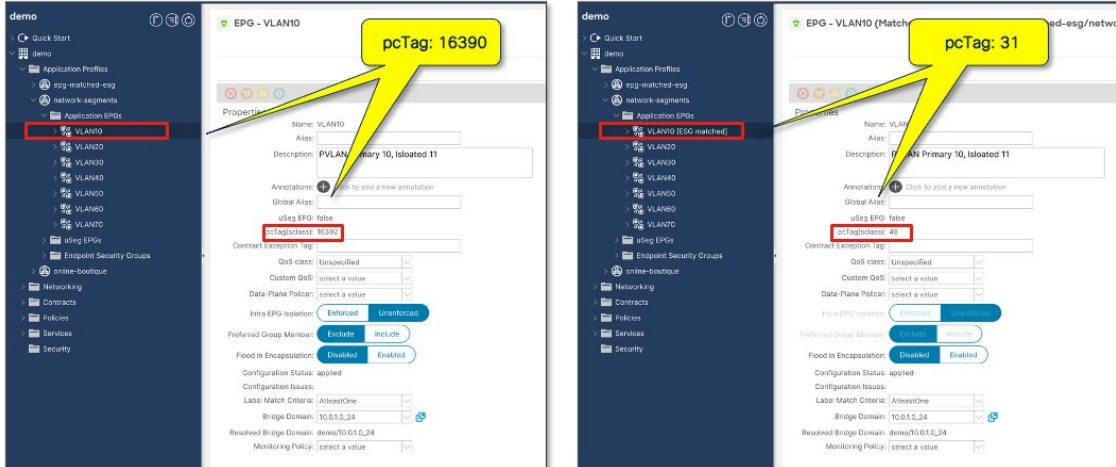 demo
Quick Start
demo
Application Profiles
epg-matched-esg
network-segments
Application EPGs
VLAN10
VLAN20
VLAN30
VLAN40
VLAN50
VLAN60
VLAN70
uSeg EPGs
Endpoint Security Groups
online-boutique
Networking
Contracts
Policies
Services
Security
EPG - VLAN10
pcTag: 16390
Properties
Name: VLAN10
Alias:
Description: PVLAN Primary 10, Isloated 11
Annotations: Click to add a new annotation
Global Alias:
uSeg EPG: false
pcTag(sclass): 16392
Contract Exception Tag:
QoS class: Unspecified
Custom QoS: select a value
Data-Plane Policer: select a value
Intra EPG Isolation: Enforced Unenforced
Preferred Group Member: Exclude Include
Flood in Encapsulation: Disabled Enabled
Configuration Status: applied
Configuration Issues:
Label Match Criteria: AtleastOne
Bridge Domain: 10.0.1.0_24
Resolved Bridge Domain: demo/10.0.1.0_24
Monitoring Policy: select a value
demo
Quick Start
demo
Application Profiles
epg-matched-esg
network-segments
Application EPGs
VLAN10 [ESG matched]
VLAN20
VLAN30
VLAN40
VLAN50
VLAN60
VLAN70
uSeg EPGs
Endpoint Security Groups
online-boutique
Networking
Contracts
Policies
Services
Security
EPG - VLAN10 (Matche ed-esg/netwo
pcTag: 31
Properties
Name: VLAN
Alias:
Description: AN Primary 10, Isloated 11
Annotations: Click to add a new annotation
Global Alias:
uSeg EPG: false
pcTag(sclass): 48
Contract Exception Tag:
QoS class: Unspecified
Custom QoS: select a value
Data-Plane Policer: select a value
Intra EPG Isolation: Enforced Unenforced
Preferred Group Member: Exclude Include
Flood in Encapsulation: Disabled Enabled
Configuration Status: applied
Configuration Issues:
Label Match Criteria: AtleastOne
Bridge Domain: 10.0.1.0_24
Resolved Bridge Domain: demo/10.0.1.0_24
Monitoring Policy: select a value